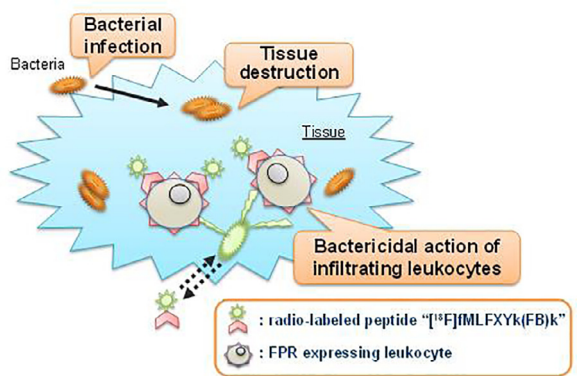 Bacterial
infection
Bacteria
Tissue
destruction
Tissue
Bactericidal action of
infiltrating leukocytes
: radio-labeled peptide “[¹⁸F]fMLFXYk(FB)k”
: FPR expressing leukocyte